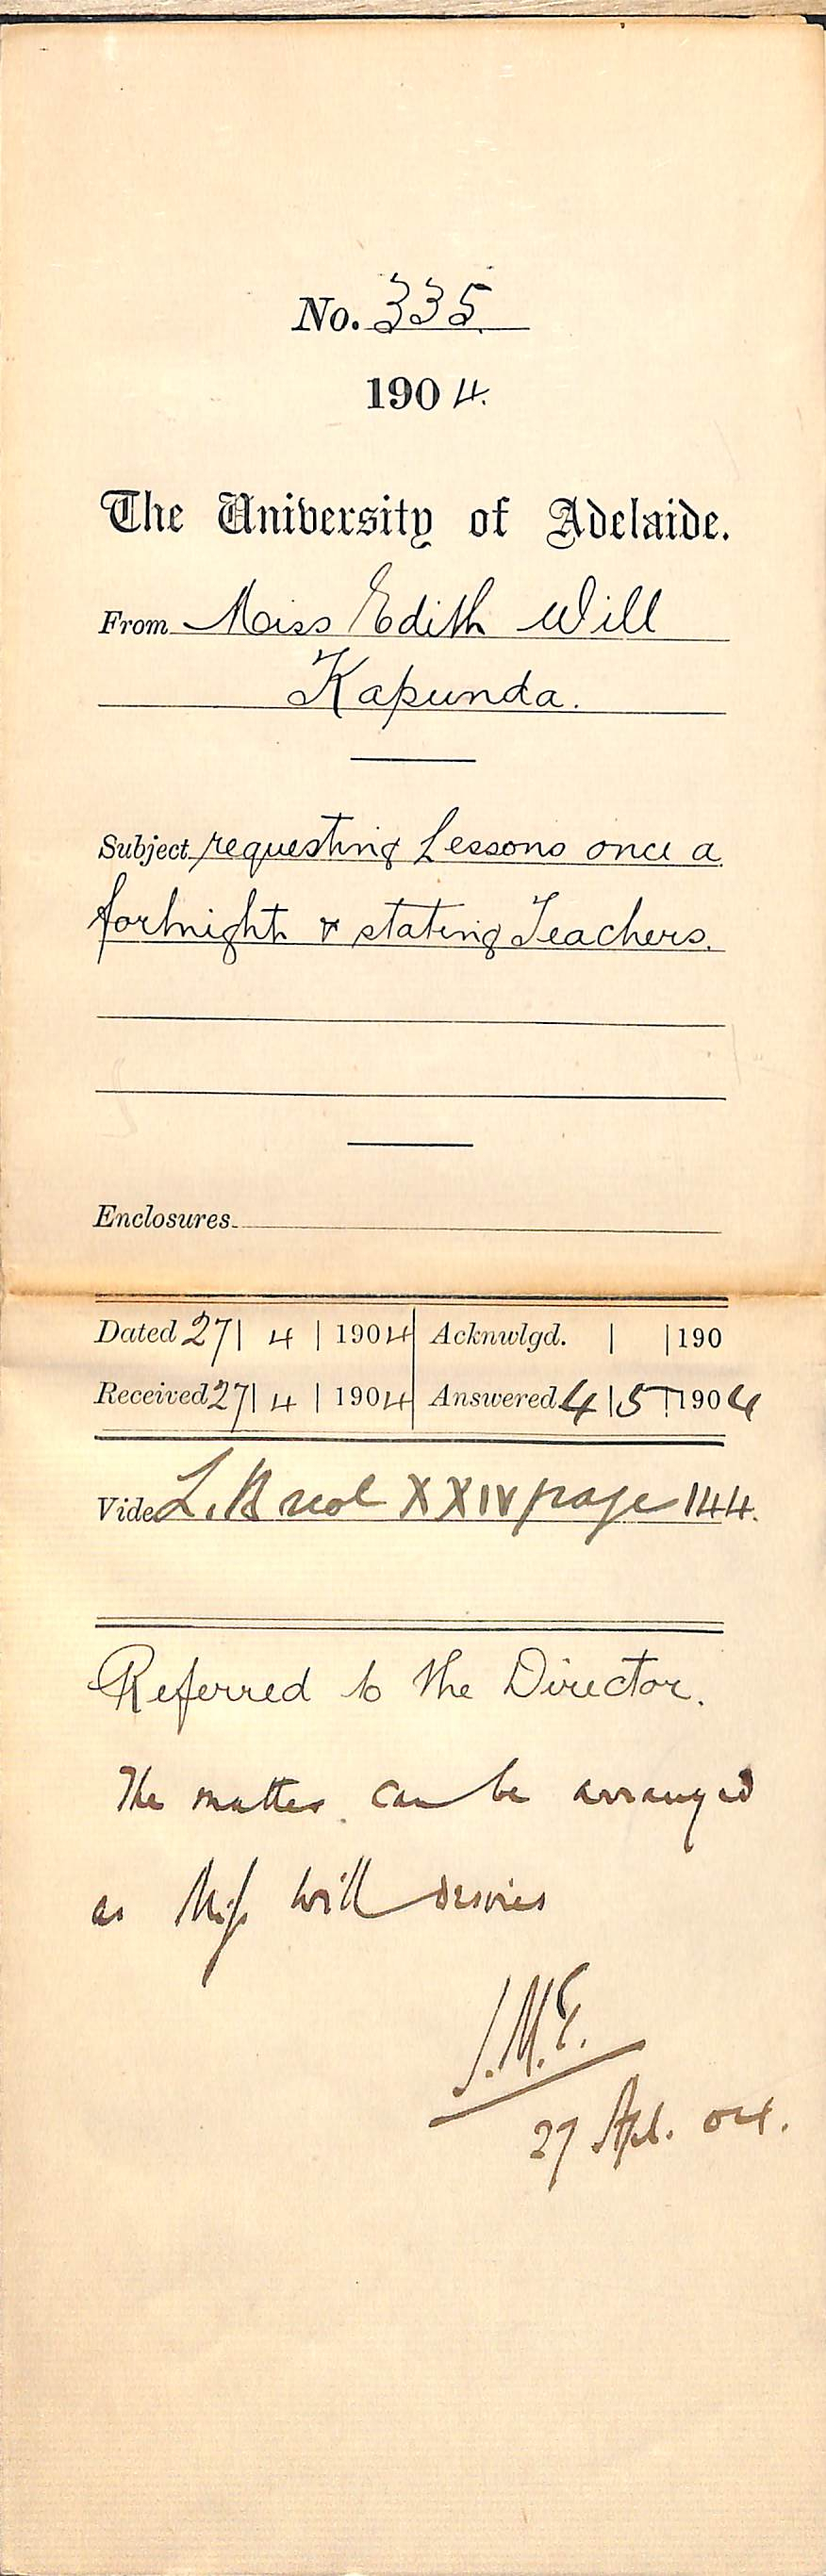 No. 335
1904.
The University of Adelaide.
From Miss Edith Will
Kapunda.
Subject requesting Lessons once a
fortnight & stating Teachers.
Enclosures
Dated 27 | 4 | 1904 Acknwlgd. | | 190
Received 27 | 4 | 1904 Answered 4 | 5 | 1904
Vide L. B vol XXIV page 144.
Referred to the Director.
The matter can be arranged
as Miss Will desires
J.M.E.
27 Apl. 04.